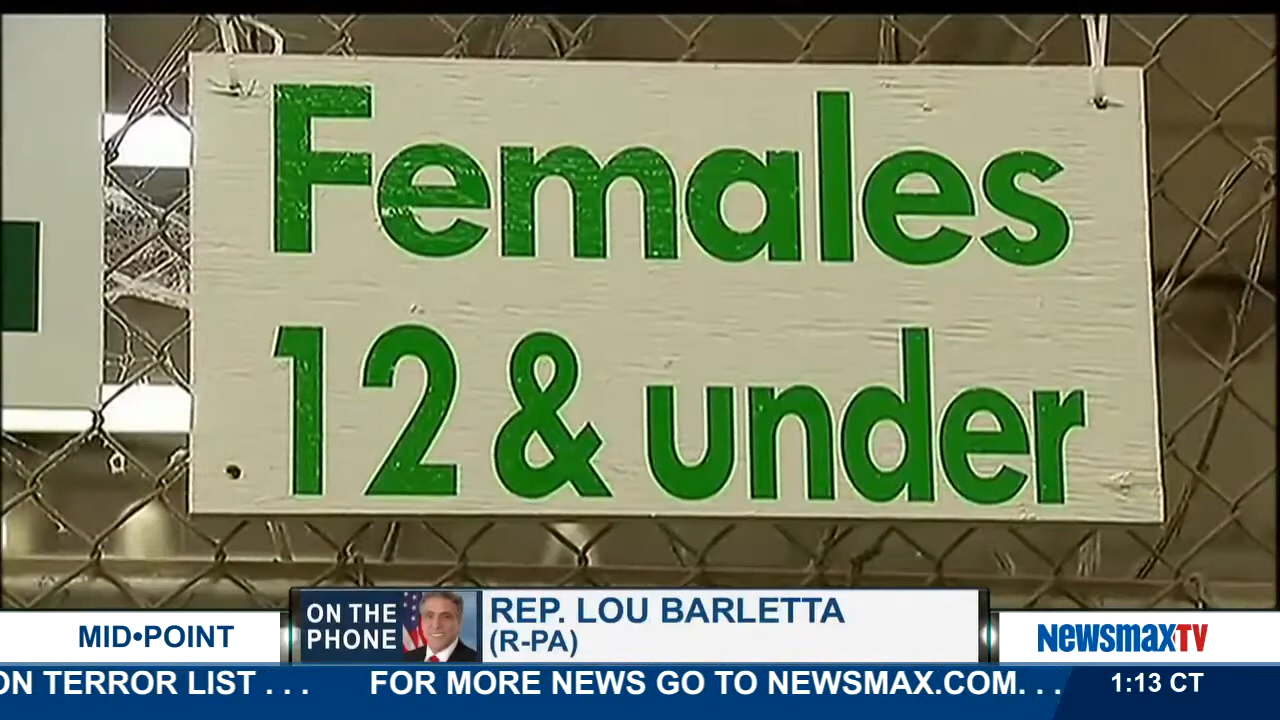 Females
12 & under
ON THE
PHONE
REP. LOU BARLETTA
(R-PA)
MID•POINT
NEWSMAXTV
ON TERROR LIST . . . FOR MORE NEWS GO TO NEWSMAX.COM. . .
1:13 CT